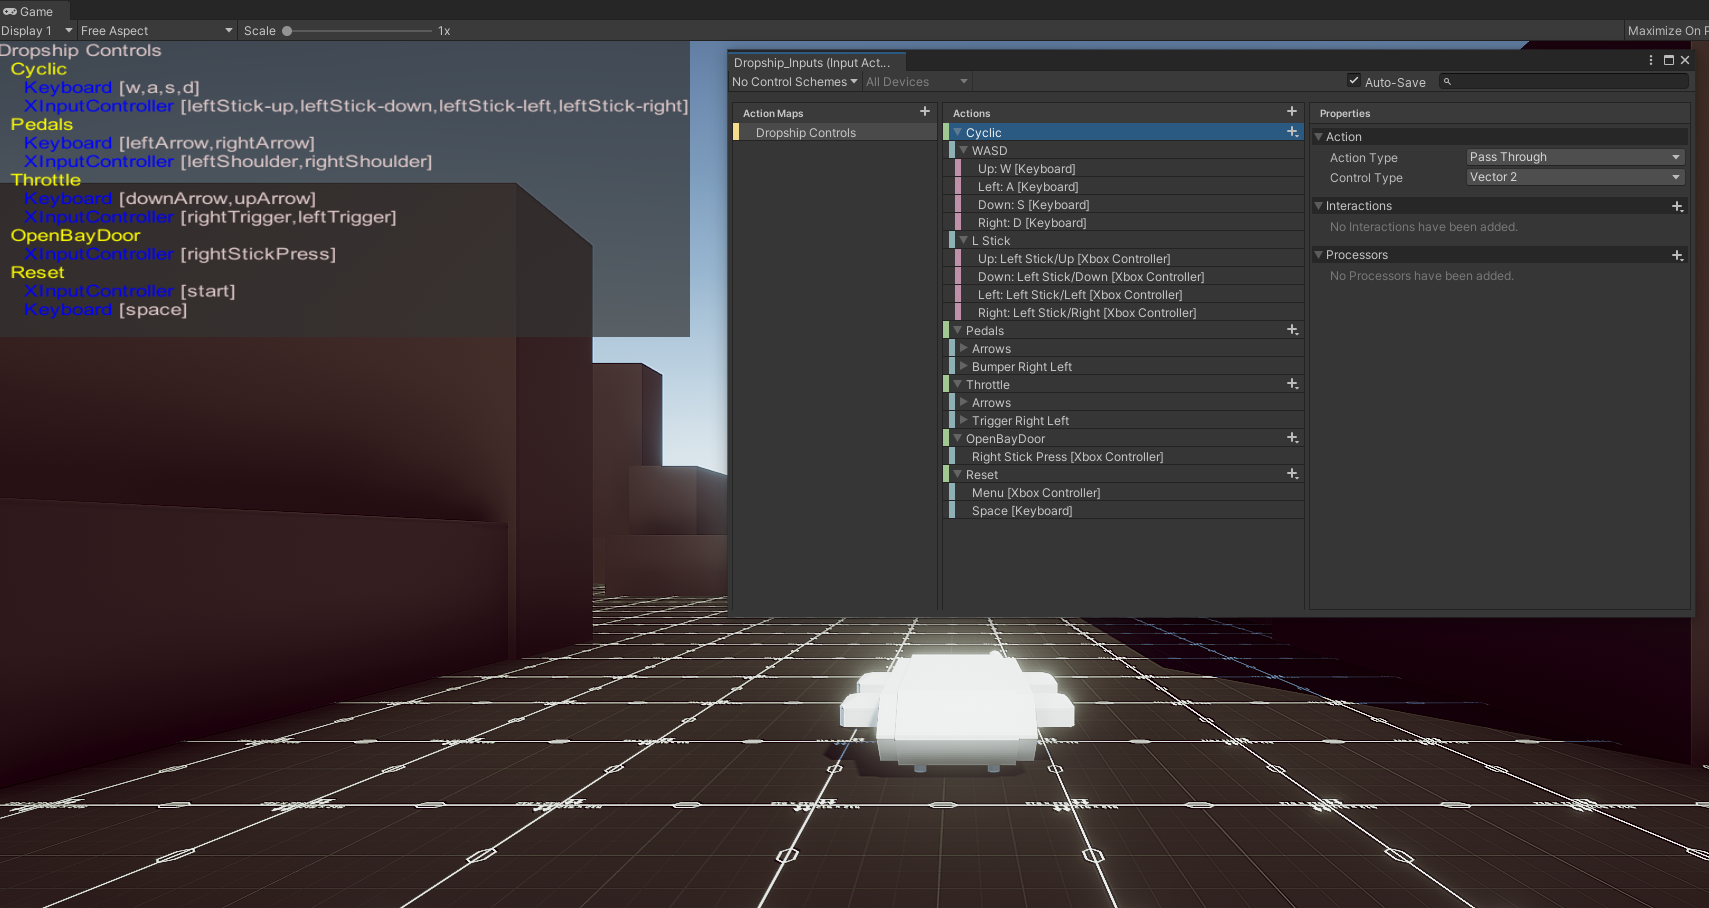 Game
Display 1
Free Aspect
Scale
1x
Maximize On P
Dropship Controls
Cyclic
Keyboard [w,a,s,d]
XInputController [leftStick-up,leftStick-down,leftStick-left,leftStick-right]
Pedals
Keyboard [leftArrow,rightArrow]
XInputController [leftShoulder,rightShoulder]
Throttle
Keyboard [downArrow,upArrow]
XInputController [rightTrigger,leftTrigger]
OpenBayDoor
XInputController [rightStickPress]
Reset
XInputController [start]
Keyboard [space]
Dropship_Inputs (Input Act...
No Control Schemes
All Devices
Auto-Save
Action Maps
Dropship Controls
Actions
Cyclic
WASD
Up: W [Keyboard]
Left: A [Keyboard]
Down: S [Keyboard]
Right: D [Keyboard]
L Stick
Up: Left Stick/Up [Xbox Controller]
Down: Left Stick/Down [Xbox Controller]
Left: Left Stick/Left [Xbox Controller]
Right: Left Stick/Right [Xbox Controller]
Pedals
Arrows
Bumper Right Left
Throttle
Arrows
Trigger Right Left
OpenBayDoor
Right Stick Press [Xbox Controller]
Reset
Menu [Xbox Controller]
Space [Keyboard]
Properties
Action
Action Type
Pass Through
Control Type
Vector 2
Interactions
No Interactions have been added.
Processors
No Processors have been added.